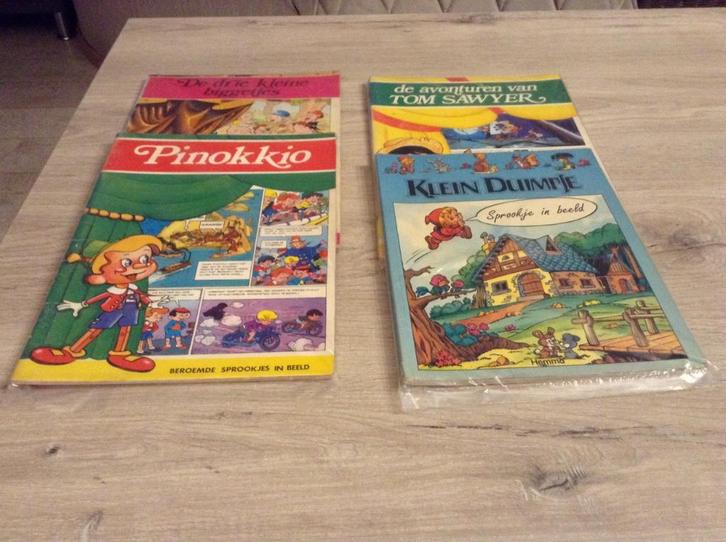 De drie kleine
biggetjes
Pinokkio
BEROEMDE SPROOKJES IN BEELD
de avonturen van
TOM SAWYER
KLEIN DUIMPJE
Sprookje in beeld
Hemma